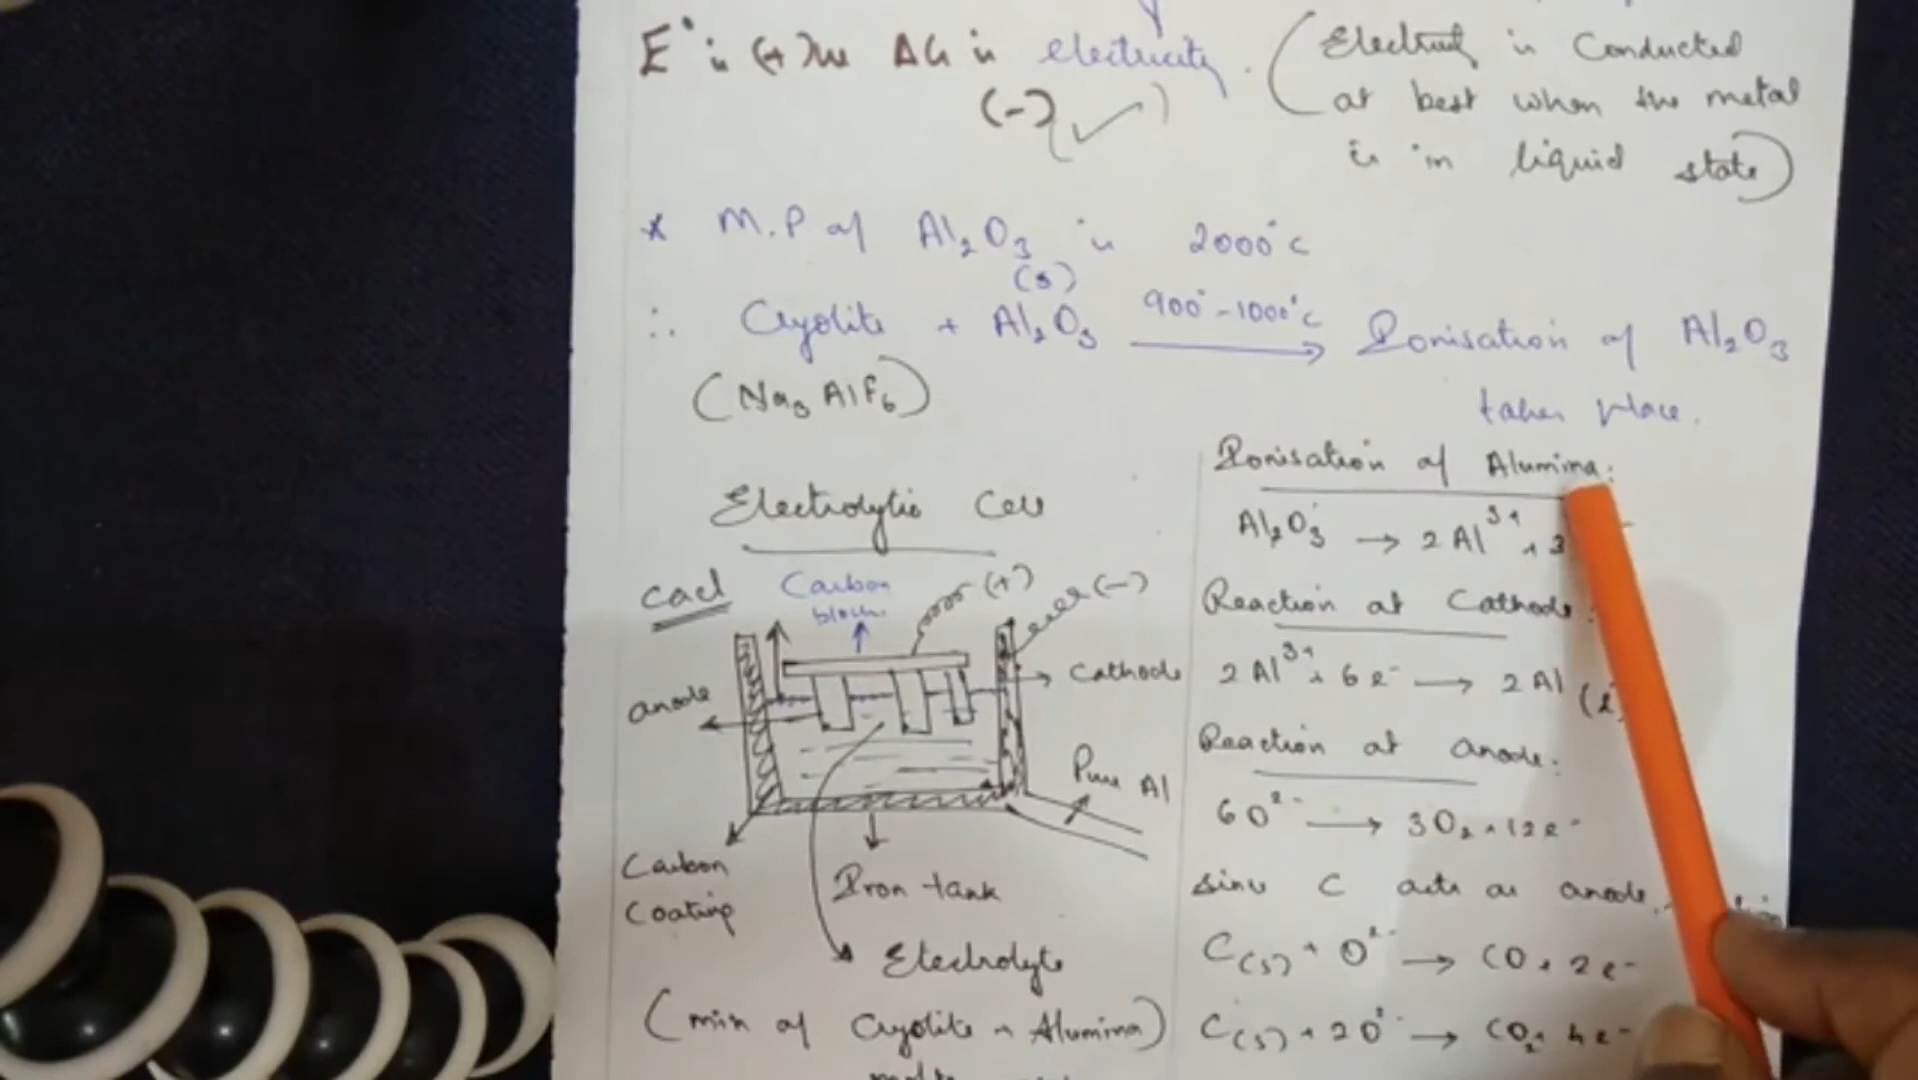 E° is (+)ve ΔG is electricity. (Electricity is Conducted
(-) ✓) at best when the metal
is in liquid state)
* M.P of Al2O3 is 2000°c
(s)
∴ Cryolite + Al2O3 900°-1000°c → Ionisation of Al2O3
(Na3AlF6) takes place.
Electrolytic Cell
CaCl
Carbon
block
(+)
(-)
anode
Cathode
Pure Al
Carbon
Coating
Iron tank
Electrolyte
(mix of Cryolite + Alumina)
Ionisation of Alumina:
Al2O3 → 2Al3+ + 3
Reaction at Cathode:
2Al3+ + 6e- → 2Al (l)
Reaction at anode:
6O2- → 3O2 + 12e-
since C acts as anode.
C(s) + O2- → CO + 2e-
C(s) + 2O2- → CO2 + 4e-